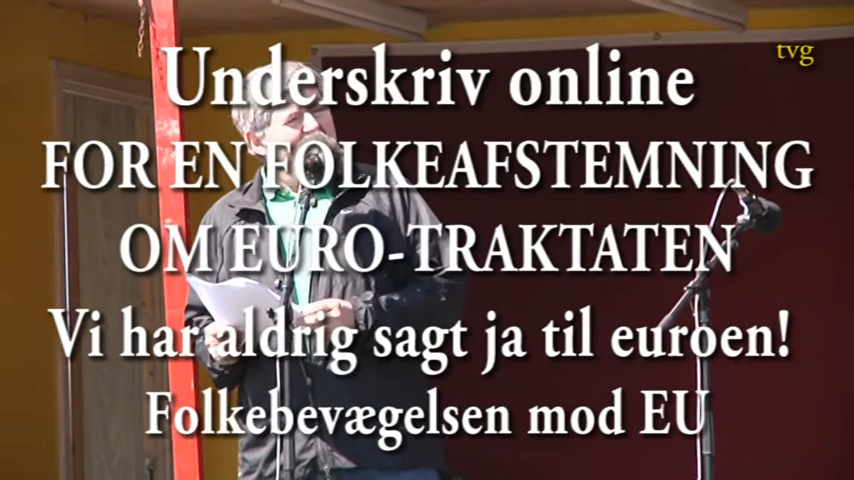 tvg
Underskriv online
FOR EN FOLKEAFSTEMNING
OM EURO-TRAKTATEN
Vi har aldrig sagt ja til euroen!
Folkebevægelsen mod EU